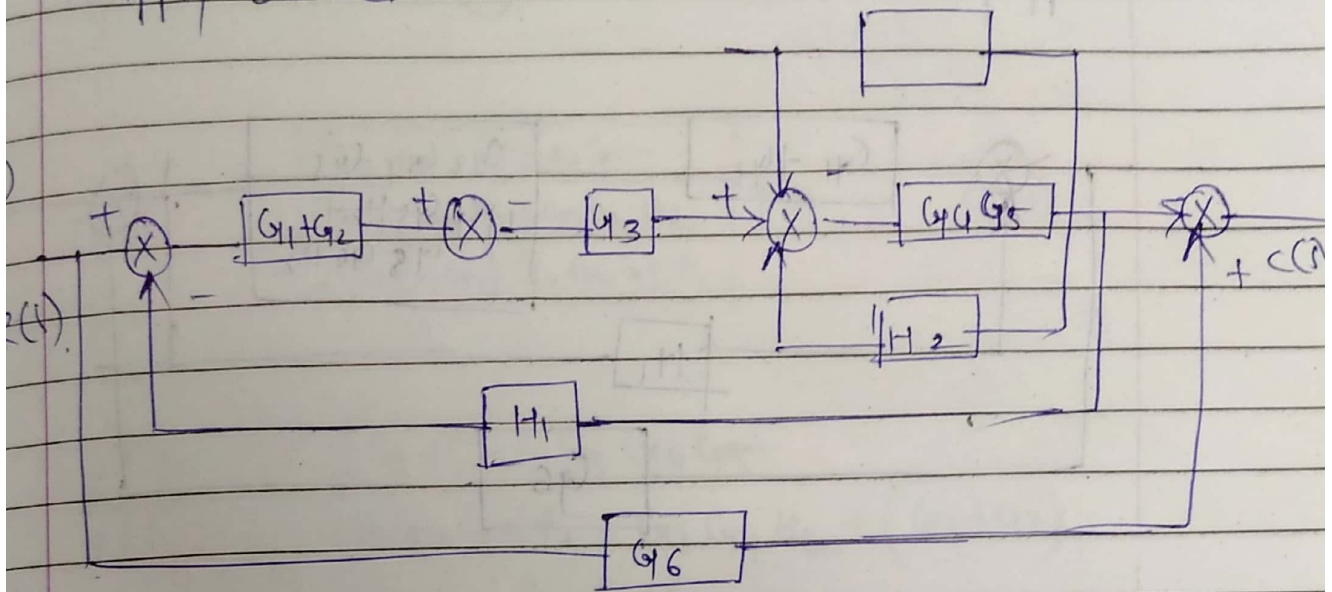 + G1+G2 + - G3 + - G4G5
X X X X
- + C(s)
H2
H1
G6